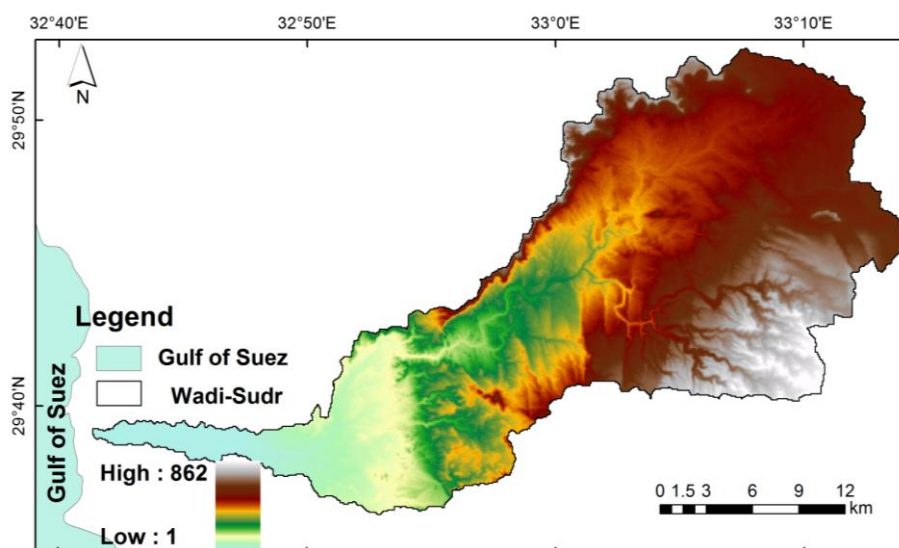 32°40'E
32°50'E
33°0'E
33°10'E
29°50'N
29°40'N
N
Legend
Gulf of Suez
Wadi-Sudr
Gulf of Suez
High : 862
Low : 1
0 1.5 3 6 9 12
km